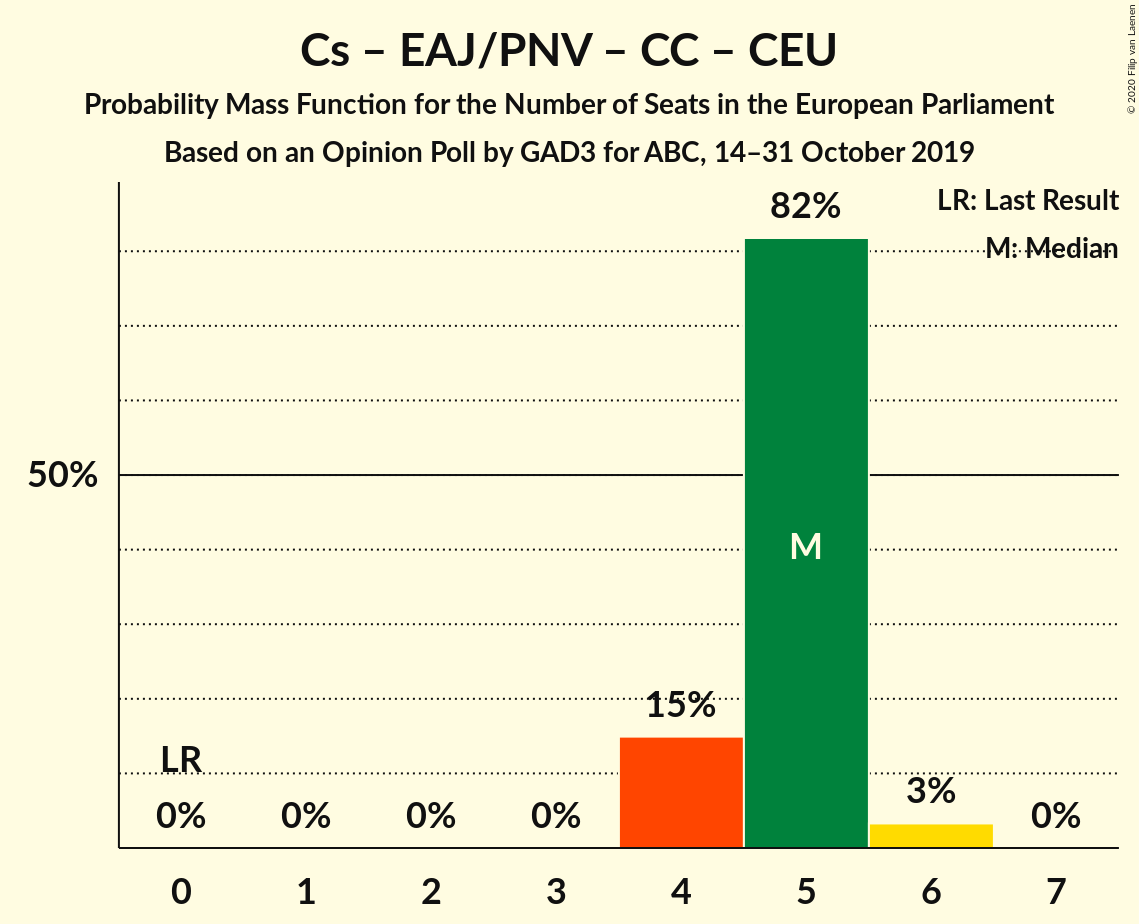 Cs – EAJ/PNV – CC – CEU
Probability Mass Function for the Number of Seats in the European Parliament
Based on an Opinion Poll by GAD3 for ABC, 14–31 October 2019
© 2020 Filip van Laenen
LR: Last Result
M: Median
82%
50%
M
15%
LR
3%
0% 0% 0% 0% 0%
0 1 2 3 4 5 6 7